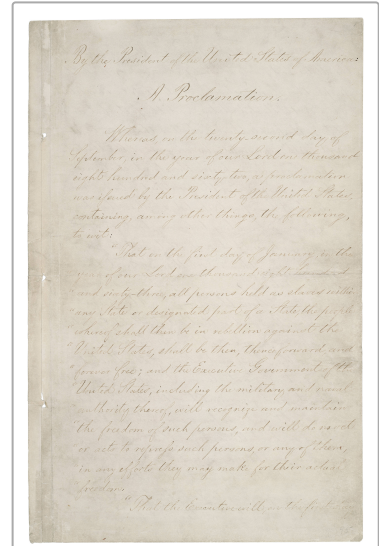 By the President of the United States of America:
A Proclamation.
Whereas, on the twenty-second day of
September, in the year of our Lord one thousand
eight hundred and sixty-two, a proclamation
was issued by the President of the United States,
containing, among other things, the following,
to wit:
"That on the first day of January, in the
"year of our Lord one thousand eight hundred
"and sixty-three, all persons held as slaves within
"any State or designated part of a State, the people
"whereof shall then be in rebellion against the
"United States, shall be then, thenceforward, and
"forever free; and the Executive Government of the
"United States, including the military and naval
"authority thereof, will recognize and maintain
"the freedom of such persons, and will do no act
"or acts to repress such persons, or any of them,
"in any efforts they may make for their actual
"freedom.
"That the Executive will, on the first